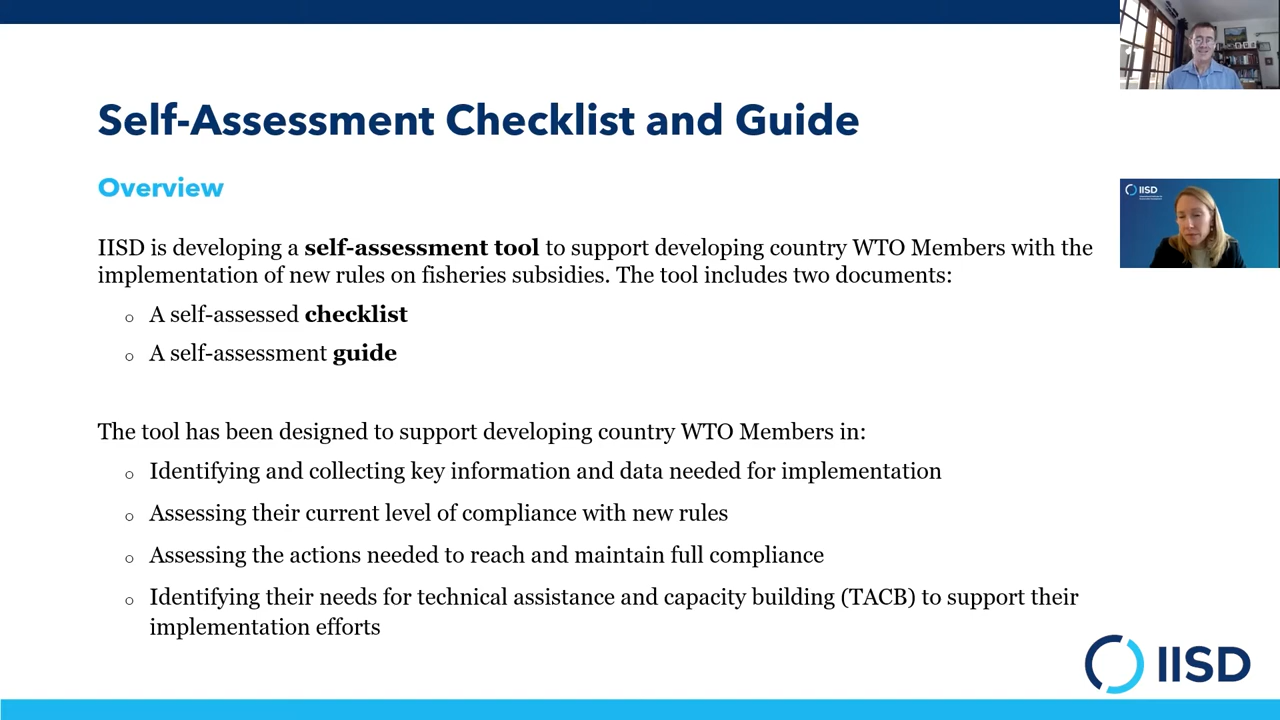 Self-Assessment Checklist and Guide
Overview
IISD is developing a self-assessment tool to support developing country WTO Members with the
implementation of new rules on fisheries subsidies. The tool includes two documents:
A self-assessed checklist
A self-assessment guide
The tool has been designed to support developing country WTO Members in:
Identifying and collecting key information and data needed for implementation
Assessing their current level of compliance with new rules
Assessing the actions needed to reach and maintain full compliance
Identifying their needs for technical assistance and capacity building (TACB) to support their
implementation efforts
IISD
IISD